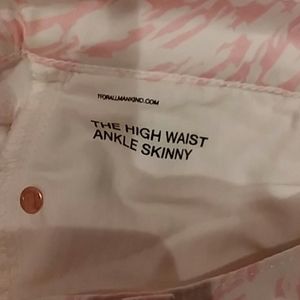 7FORALLMANKIND.COM
THE HIGH WAIST
ANKLE SKINNY